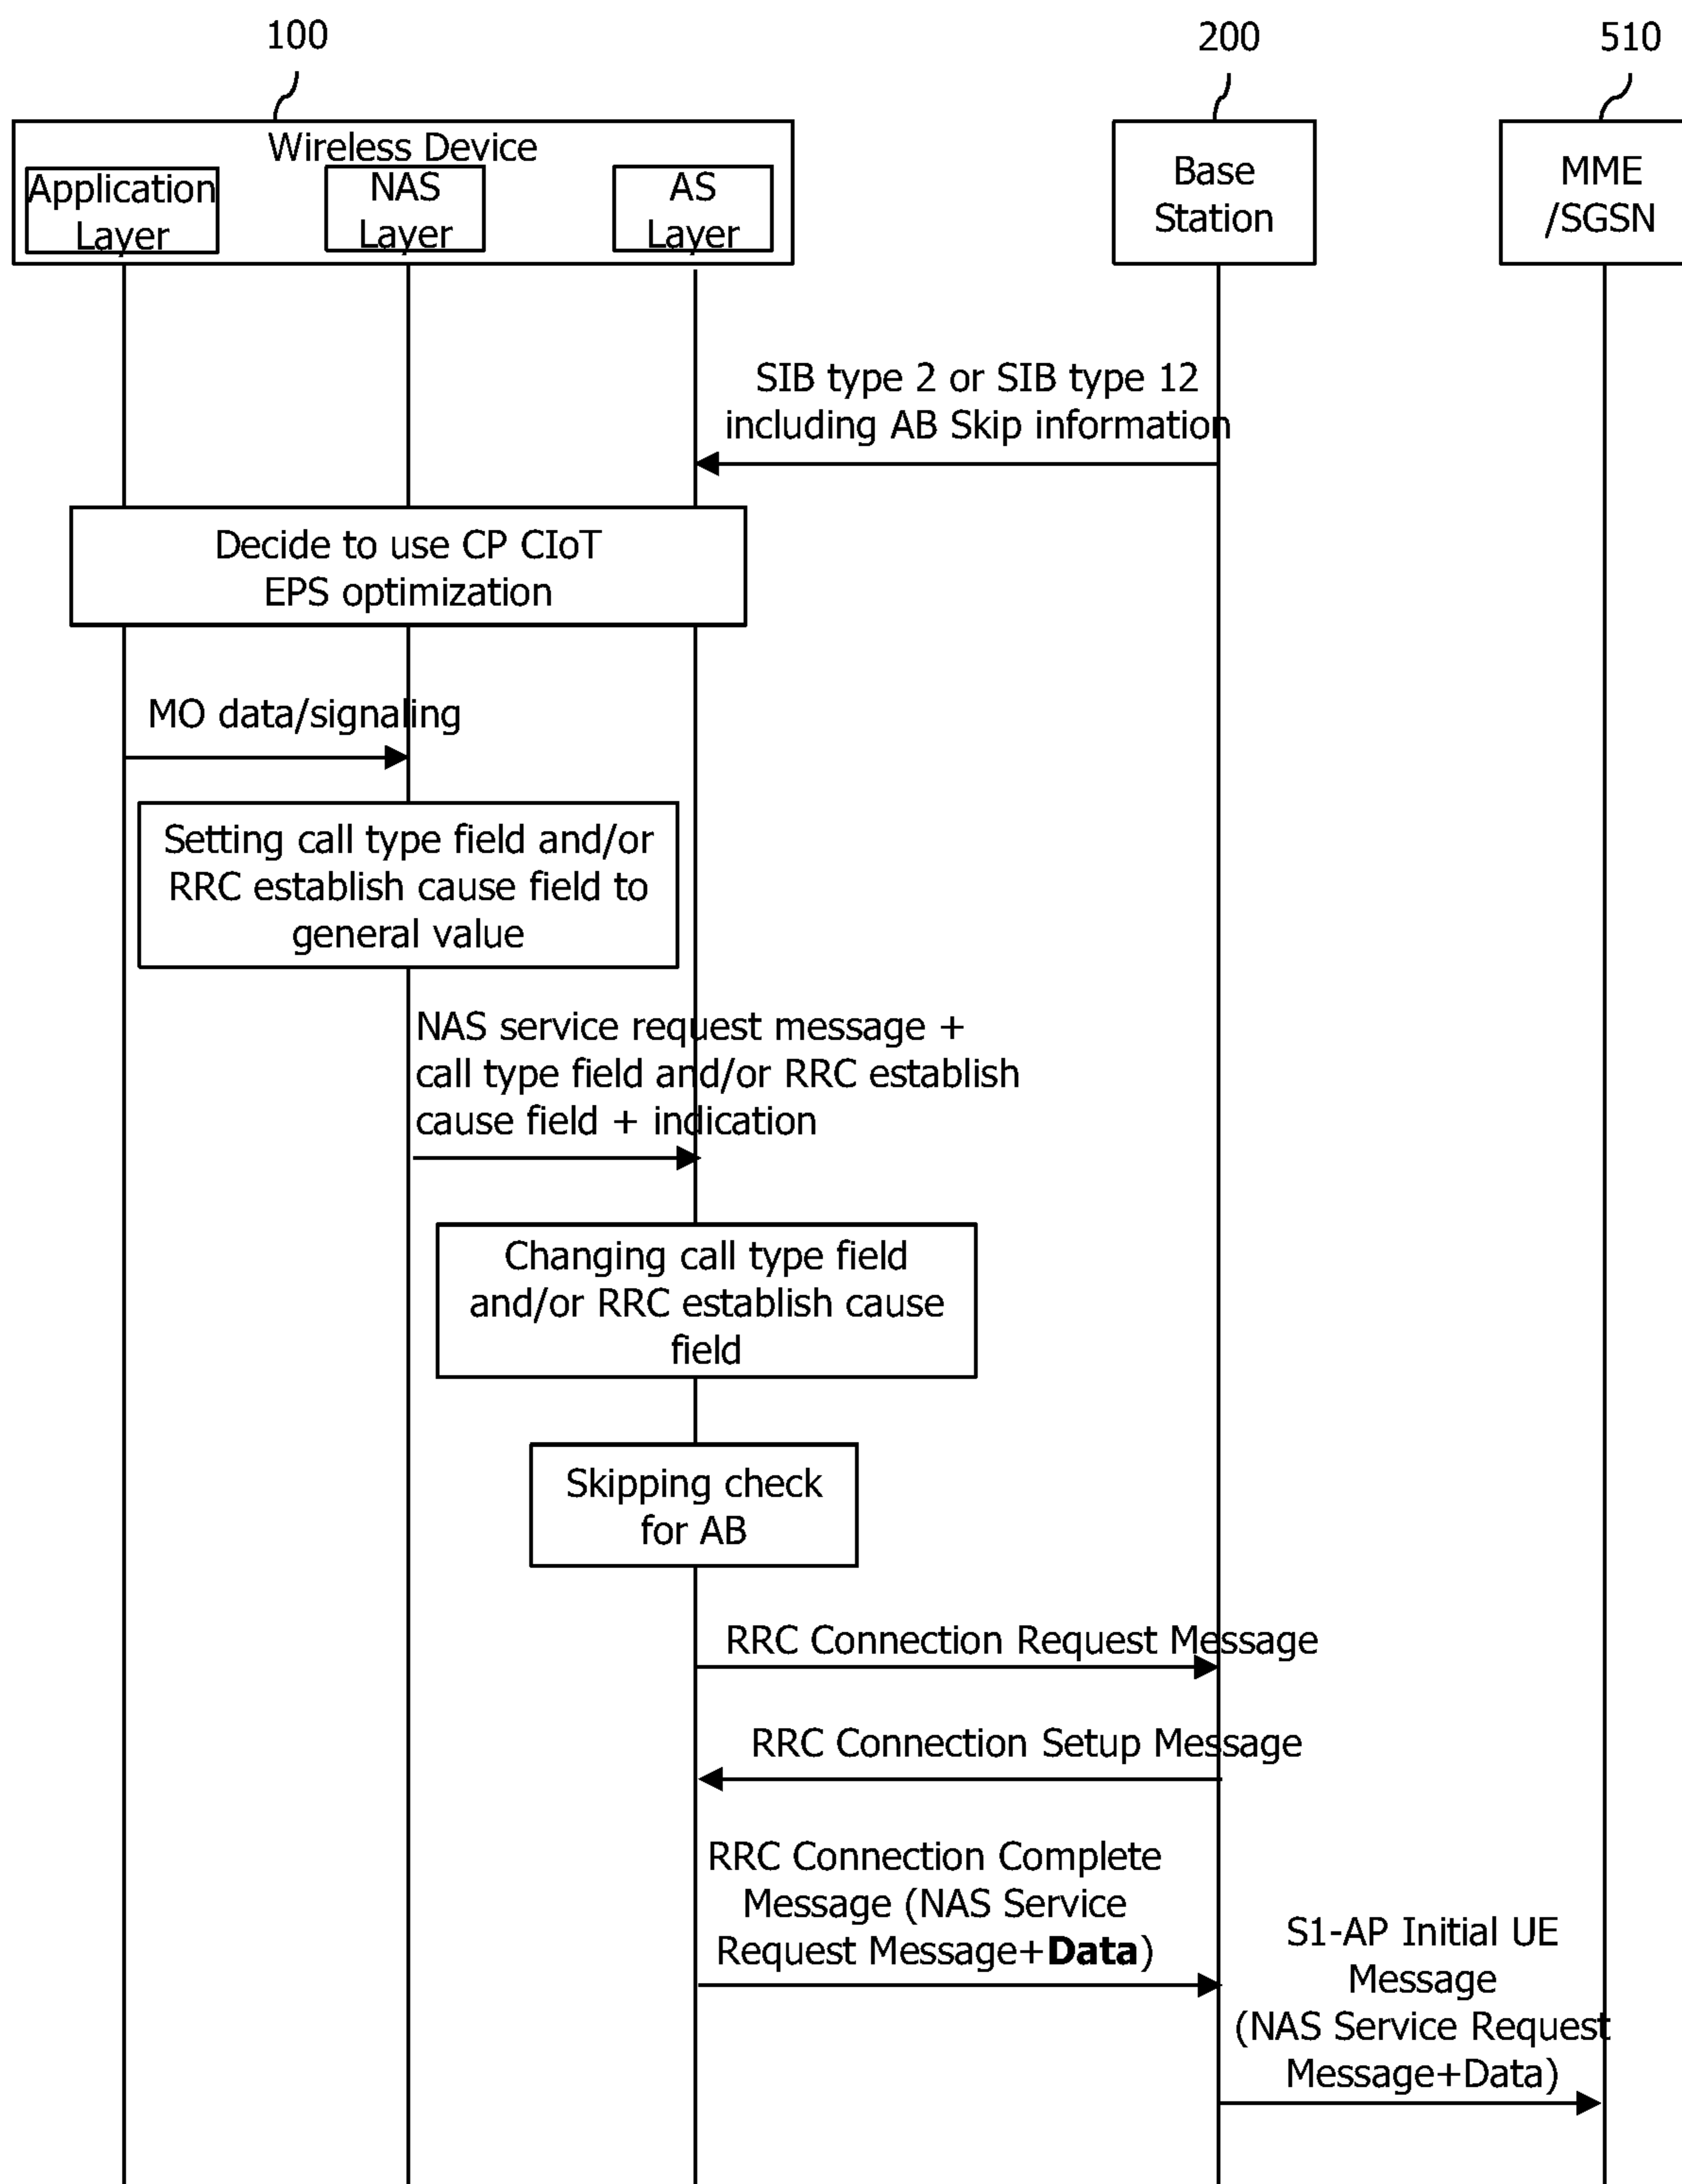 100
200
510
Wireless Device
Application
Layer
NAS
Layer
AS
Layer
Base
Station
MME
/SGSN
SIB type 2 or SIB type 12
including AB Skip information
Decide to use CP CIoT
EPS optimization
MO data/signaling
Setting call type field and/or
RRC establish cause field to
general value
NAS service request message +
call type field and/or RRC establish
cause field + indication
Changing call type field
and/or RRC establish cause
field
Skipping check
for AB
RRC Connection Request Message
RRC Connection Setup Message
RRC Connection Complete
Message (NAS Service
Request Message+Data)
S1-AP Initial UE
Message
(NAS Service Request
Message+Data)